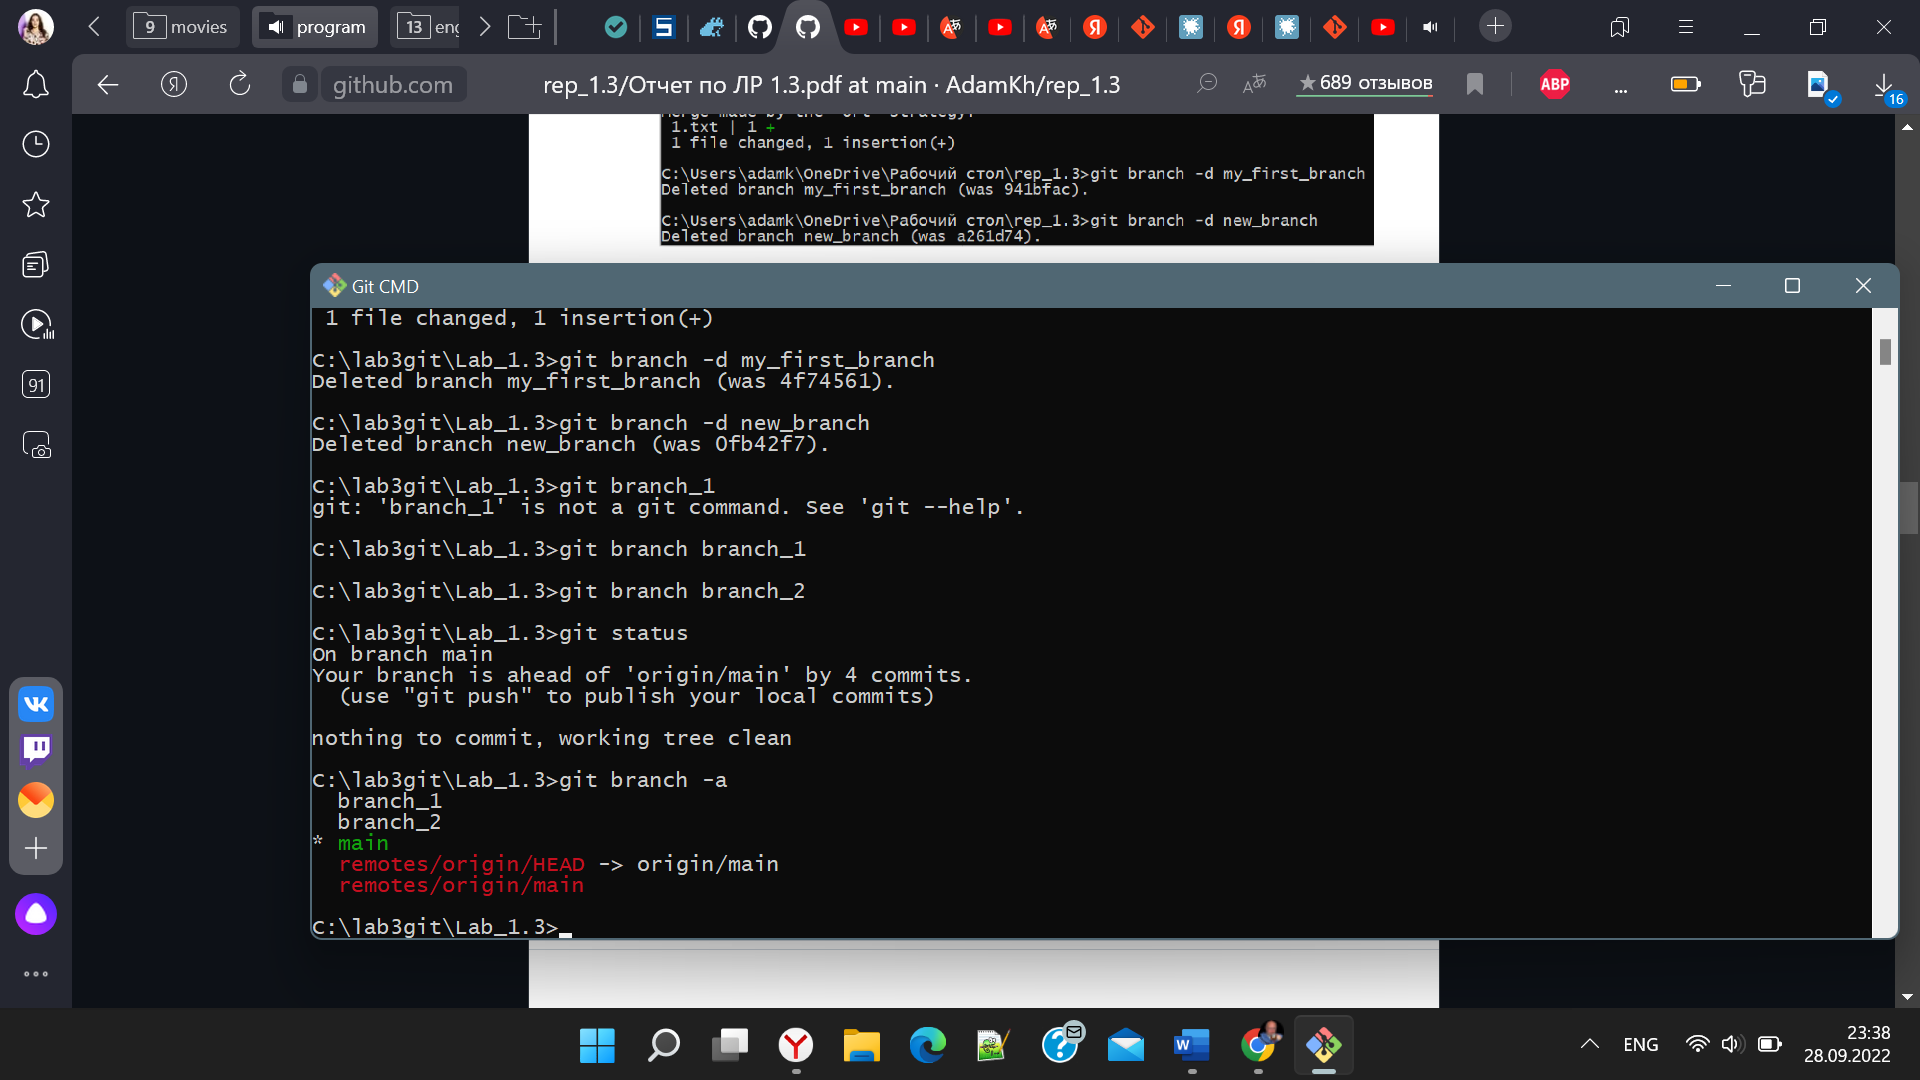 9 movies
program
13 eng
github.com
rep_1.3/Отчет по ЛР 1.3.pdf at main · AdamKh/rep_1.3
★ 689 отзывов
ABP
...
16
1.txt | 1 +
1 file changed, 1 insertion(+)
C:\Users\adamk\OneDrive\Рабочий стол\rep_1.3>git branch -d my_first_branch
Deleted branch my_first_branch (was 941bfac).
C:\Users\adamk\OneDrive\Рабочий стол\rep_1.3>git branch -d new_branch
Deleted branch new_branch (was a261d74).
Git CMD
1 file changed, 1 insertion(+)
C:\lab3git\Lab_1.3>git branch -d my_first_branch
Deleted branch my_first_branch (was 4f74561).
C:\lab3git\Lab_1.3>git branch -d new_branch
Deleted branch new_branch (was 0fb42f7).
C:\lab3git\Lab_1.3>git branch_1
git: 'branch_1' is not a git command. See 'git --help'.
C:\lab3git\Lab_1.3>git branch branch_1
C:\lab3git\Lab_1.3>git branch branch_2
C:\lab3git\Lab_1.3>git status
On branch main
Your branch is ahead of 'origin/main' by 4 commits.
(use "git push" to publish your local commits)
nothing to commit, working tree clean
C:\lab3git\Lab_1.3>git branch -a
branch_1
branch_2
* main
remotes/origin/HEAD -> origin/main
remotes/origin/main
C:\lab3git\Lab_1.3>
91
ENG
23:38
28.09.2022